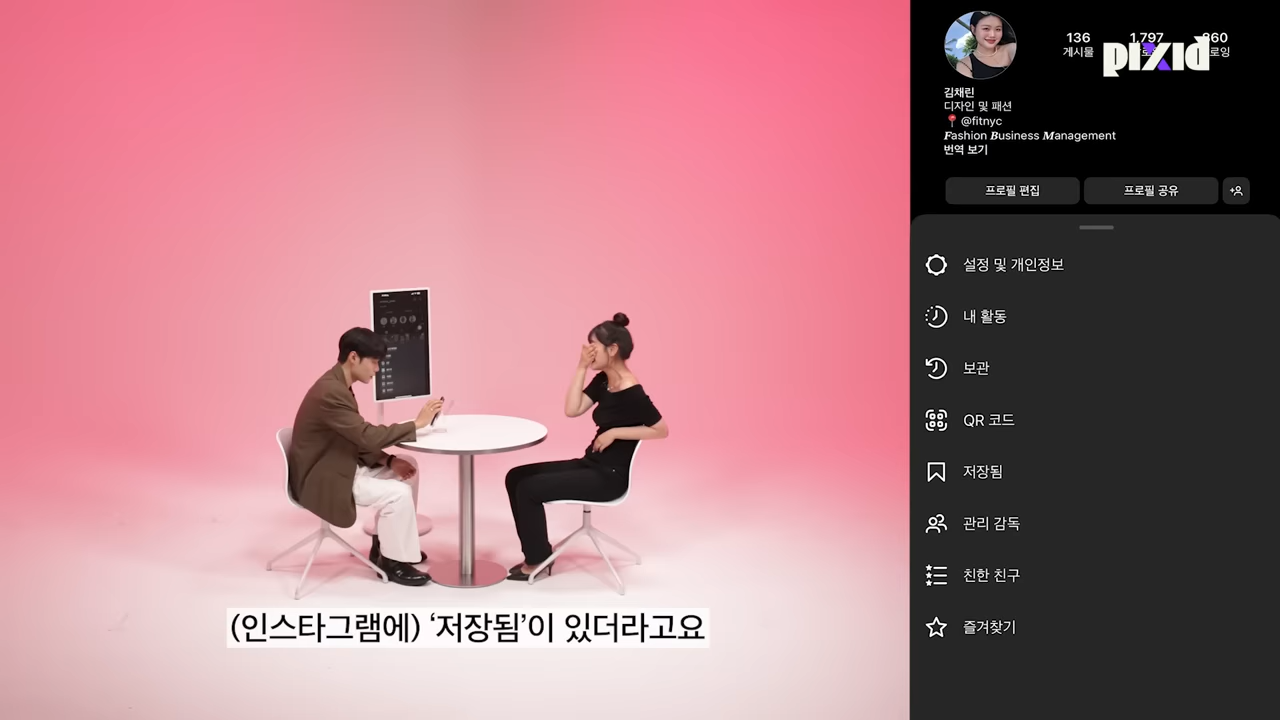 136
게시물
1,797
로잉
pixid
김채린
디자인 및 패션
📍 @fitnyc
Fashion Business Management
번역 보기
프로필 편집
프로필 공유
설정 및 개인정보
내 활동
보관
QR 코드
저장됨
관리 감독
친한 친구
즐겨찾기
(인스타그램에) ‘저장됨’이 있더라고요